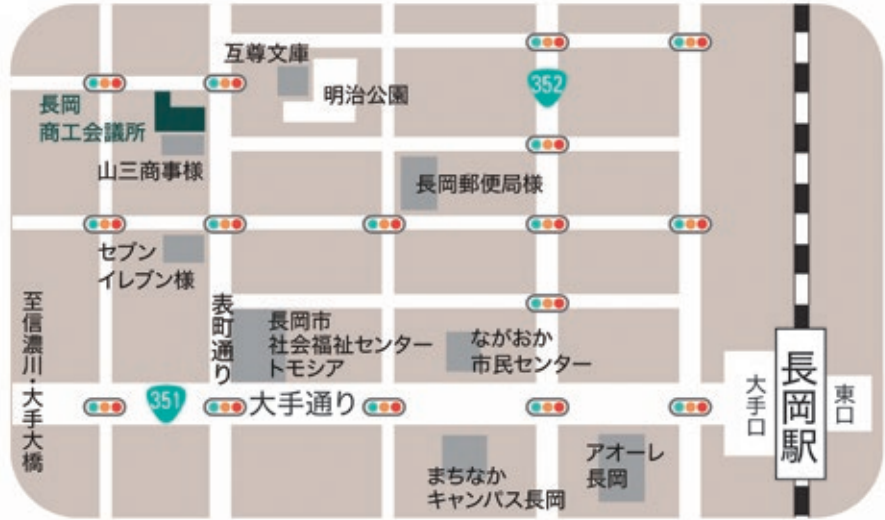 互尊文庫
明治公園
352
長岡
商工会議所
山三商事様
長岡郵便局様
セブン
イレブン様
至信濃川・大手大橋
表町通り
長岡市
社会福祉センター
トモシア
ながおか
市民センター
351
大手通り
大手口
長岡駅
東口
まちなか
キャンパス長岡
アオーレ
長岡